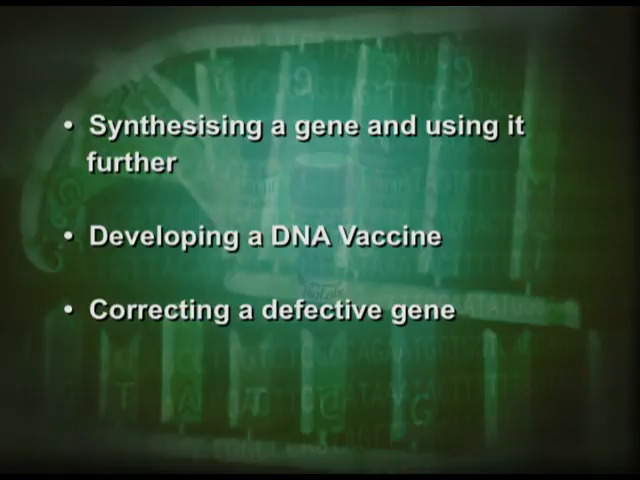 • Synthesising a gene and using it
further
• Developing a DNA Vaccine
• Correcting a defective gene